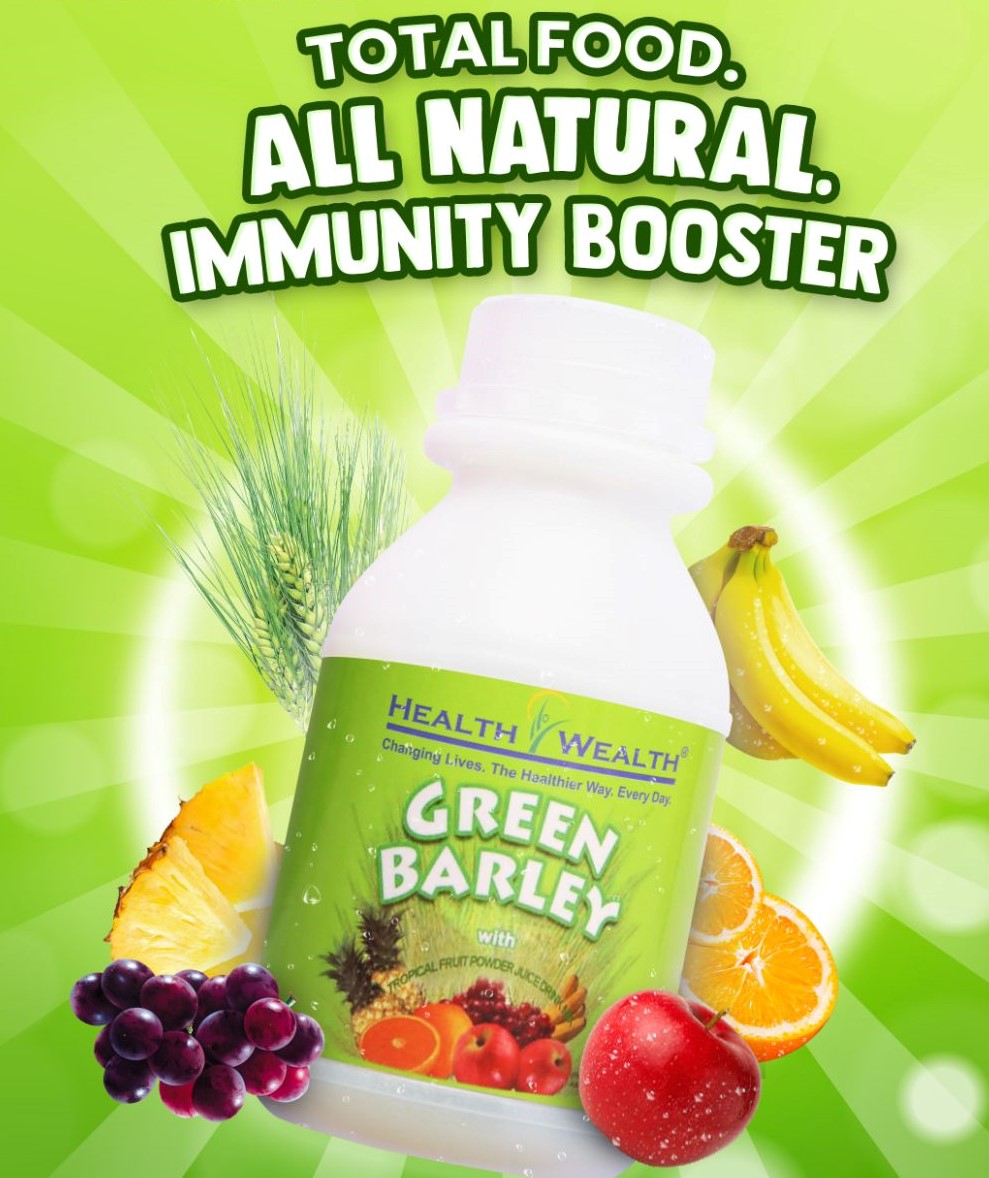 TOTAL FOOD.
ALL NATURAL.
IMMUNITY BOOSTER
HEALTH WEALTH®
Changing Lives. The Healthier Way. Every Day.
GREEN
BARLEY
with
TROPICAL FRUIT POWDER JUICE DRINK